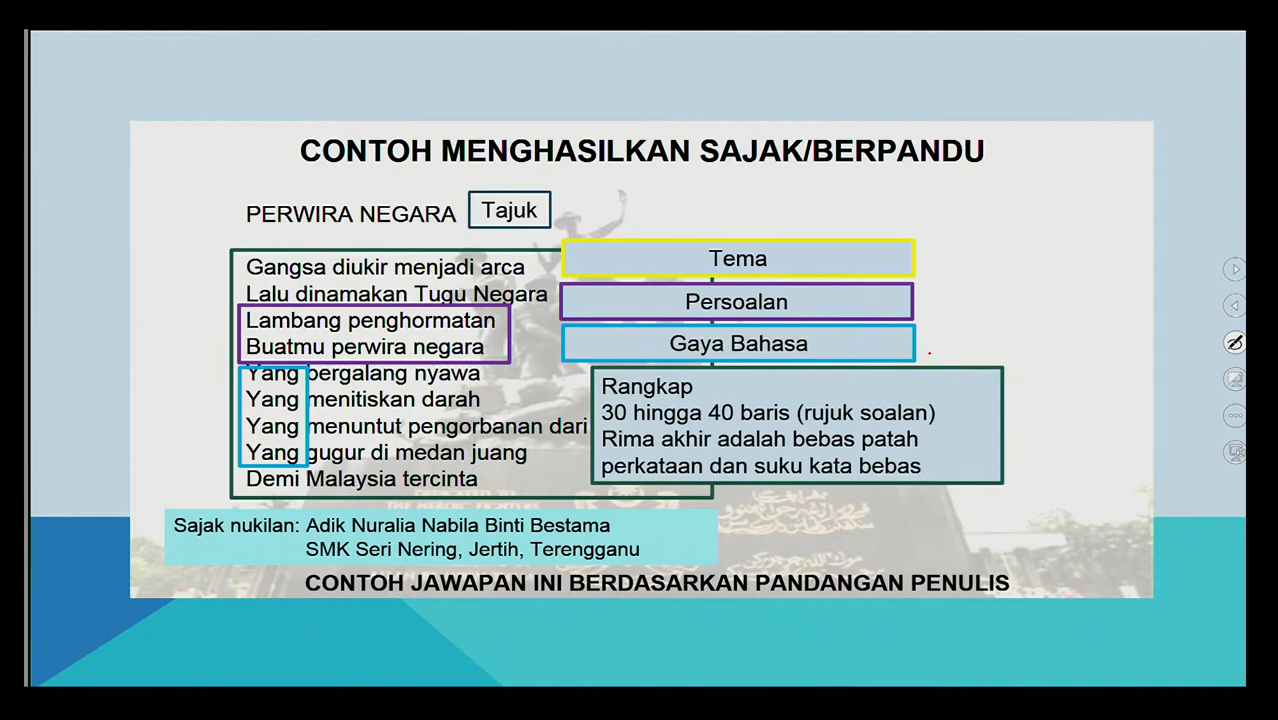 CONTOH MENGHASILKAN SAJAK/BERPANDU
PERWIRA NEGARA
Tajuk
Gangsa diukir menjadi arca
Lalu dinamakan Tugu Negara
Lambang penghormatan
Buatmu perwira negara
Yang bergalang nyawa
Yang menitiskan darah
Yang menuntut pengorbanan dari
Yang gugur di medan juang
Demi Malaysia tercinta
Tema
Persoalan
Gaya Bahasa
Rangkap
30 hingga 40 baris (rujuk soalan)
Rima akhir adalah bebas patah
perkataan dan suku kata bebas
Sajak nukilan: Adik Nuralia Nabila Binti Bestama
SMK Seri Nering, Jertih, Terengganu
CONTOH JAWAPAN INI BERDASARKAN PANDANGAN PENULIS